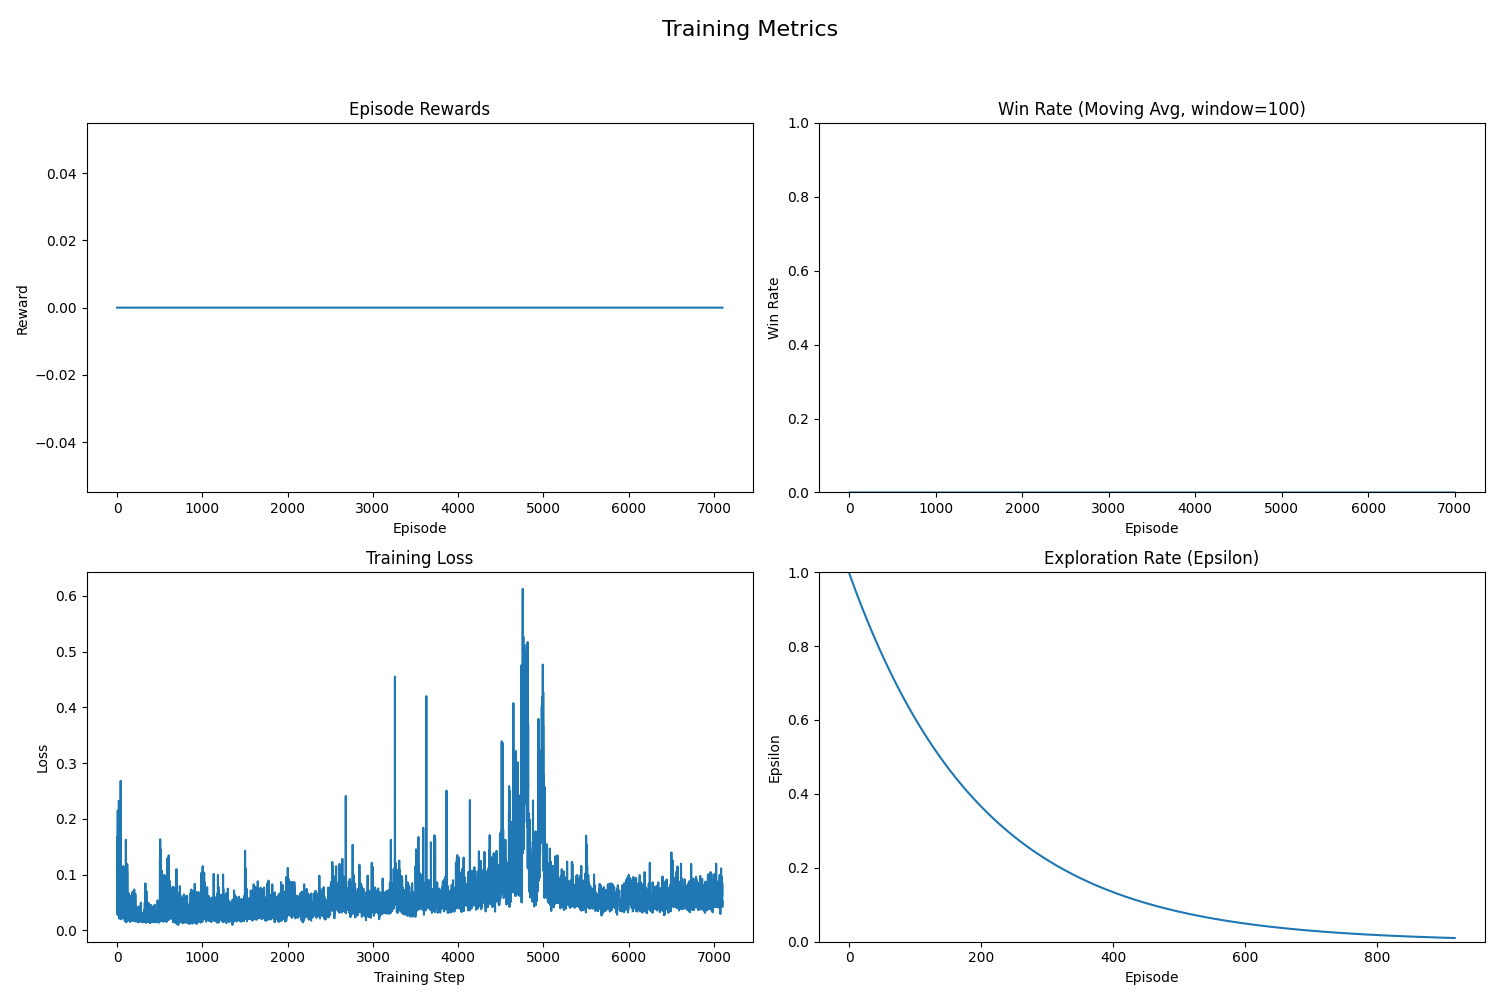 Training Metrics
Episode Rewards
0.04
0.02
0.00
−0.02
−0.04
Reward
0 1000 2000 3000 4000 5000 6000 7000
Episode
Win Rate (Moving Avg, window=100)
1.0
0.8
0.6
0.4
0.2
0.0
Win Rate
0 1000 2000 3000 4000 5000 6000 7000
Episode
Training Loss
0.6
0.5
0.4
0.3
0.2
0.1
0.0
Loss
0 1000 2000 3000 4000 5000 6000 7000
Training Step
Exploration Rate (Epsilon)
1.0
0.8
0.6
0.4
0.2
0.0
Epsilon
0 200 400 600 800
Episode